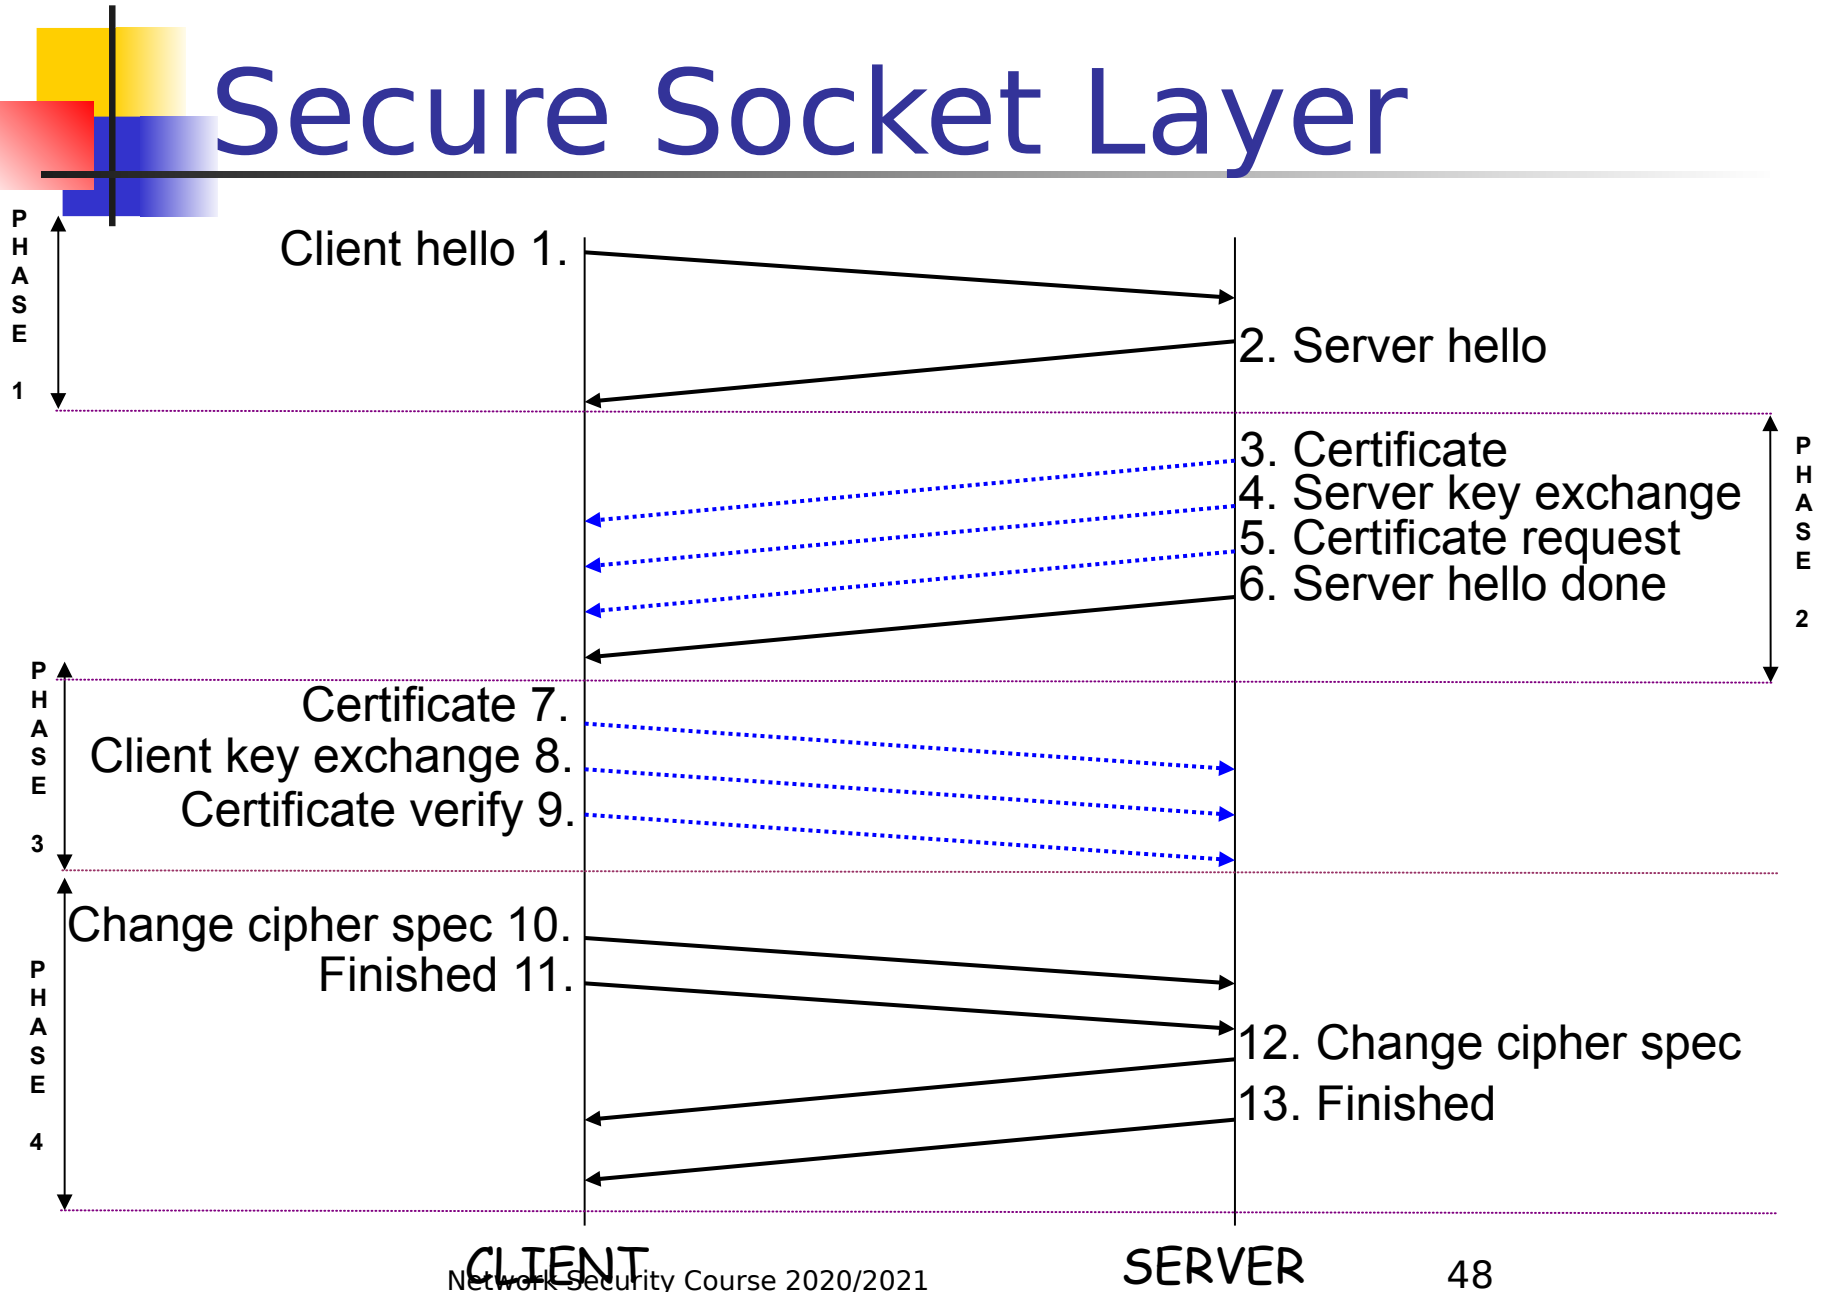 Secure Socket Layer
PHASE 1
Client hello 1.
2. Server hello
PHASE 2
3. Certificate
4. Server key exchange
5. Certificate request
6. Server hello done
PHASE 3
Certificate 7.
Client key exchange 8.
Certificate verify 9.
PHASE 4
Change cipher spec 10.
Finished 11.
12. Change cipher spec
13. Finished
CLIENT
SERVER
Network Security Course 2020/2021
48